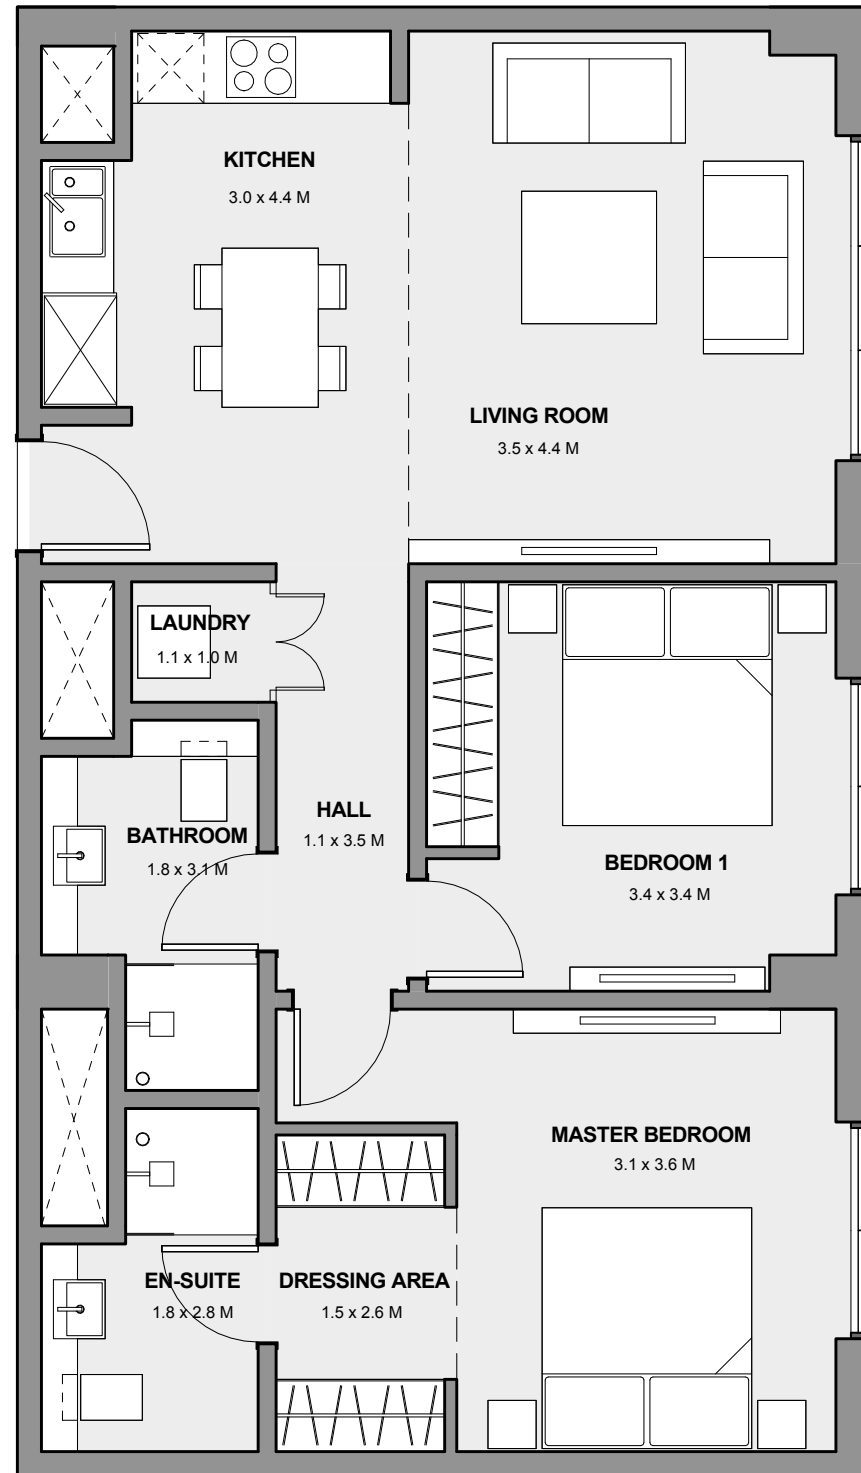 KITCHEN
3.0 x 4.4 M
LIVING ROOM
3.5 x 4.4 M
LAUNDRY
1.1 x 1.0 M
HALL
1.1 x 3.5 M
BATHROOM
1.8 x 3.1 M
BEDROOM 1
3.4 x 3.4 M
MASTER BEDROOM
3.1 x 3.6 M
EN-SUITE
1.8 x 2.8 M
DRESSING AREA
1.5 x 2.6 M